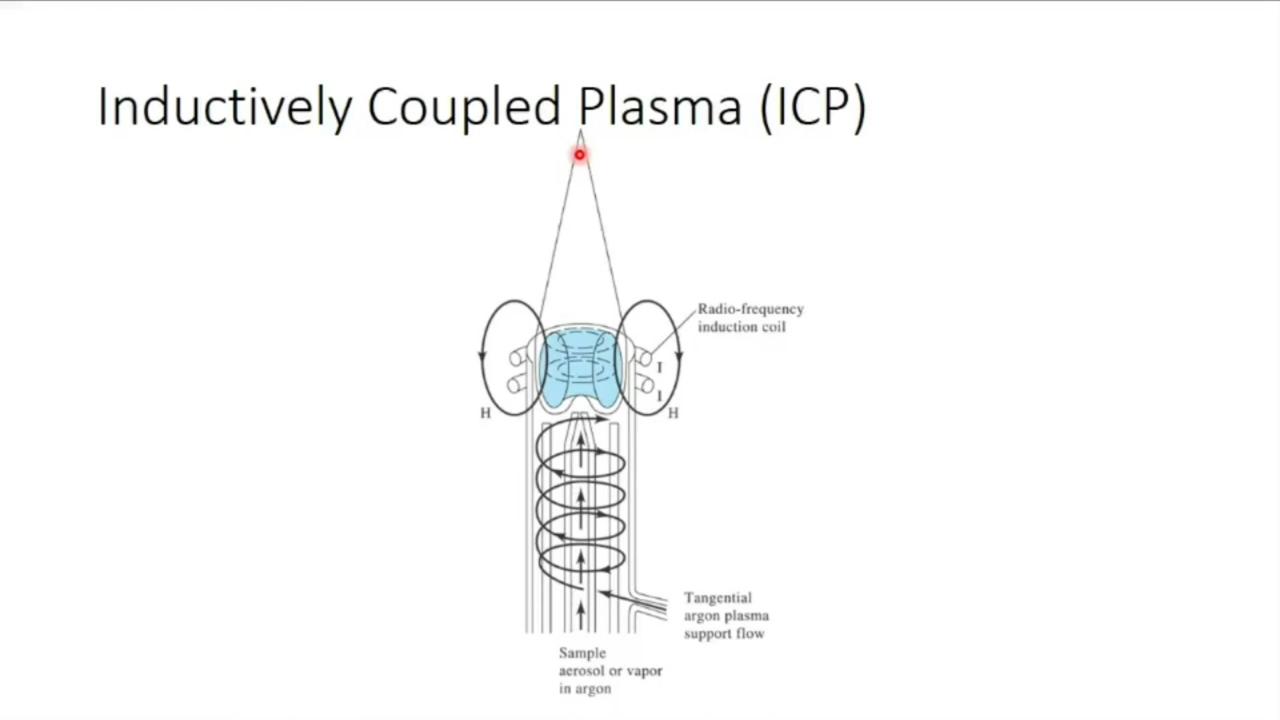 Inductively Coupled Plasma (ICP)
Radio-frequency
induction coil
I
I
H
H
Tangential
argon plasma
support flow
Sample
aerosol or vapor
in argon